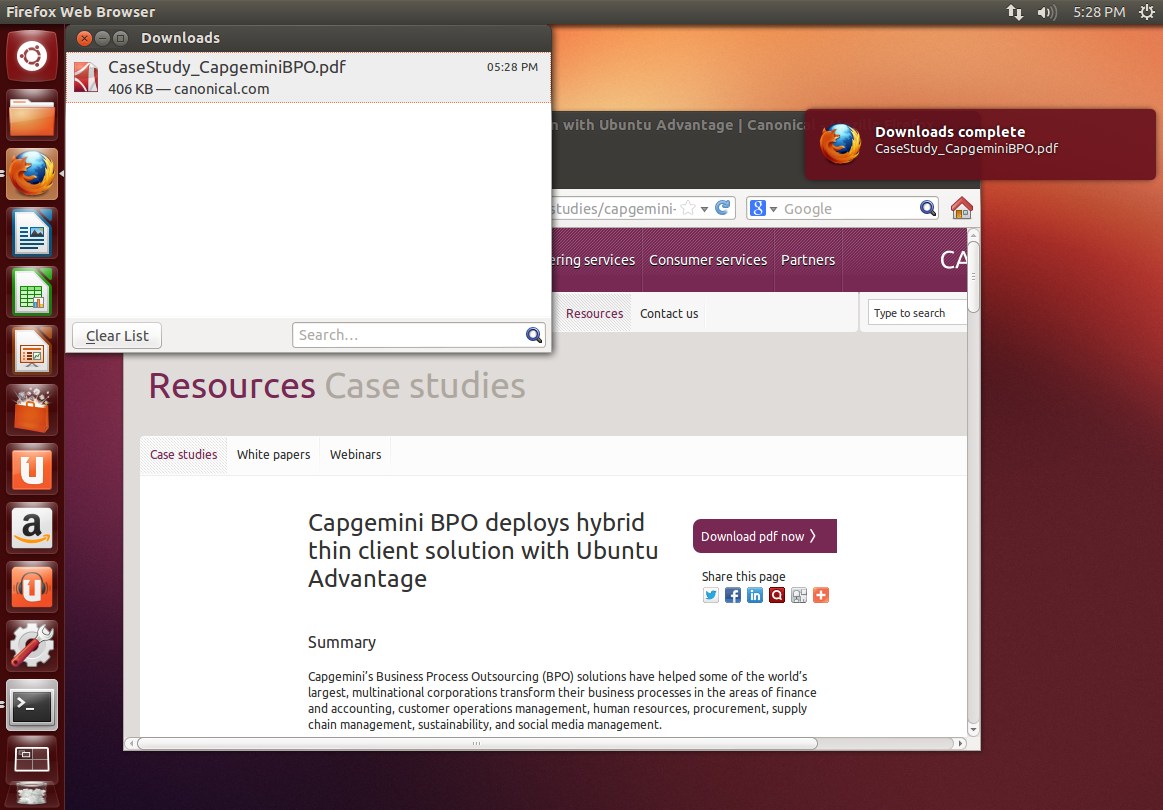 Firefox Web Browser
5:28 PM
Downloads
CaseStudy_CapgeminiBPO.pdf
05:28 PM
406 KB — canonical.com
Clear List
Search...
n with Ubuntu Advantage | Canonica
Downloads complete
CaseStudy_CapgeminiBPO.pdf
studies/capgemini-
Google
ering services
Consumer services
Partners
CA
Resources
Contact us
Type to search
Resources Case studies
Case studies
White papers
Webinars
Capgemini BPO deploys hybrid
thin client solution with Ubuntu
Advantage
Download pdf now
Share this page
Summary
Capgemini’s Business Process Outsourcing (BPO) solutions have helped some of the world’s
largest, multinational corporations transform their business processes in the areas of finance
and accounting, customer operations management, human resources, procurement, supply
chain management, sustainability, and social media management.